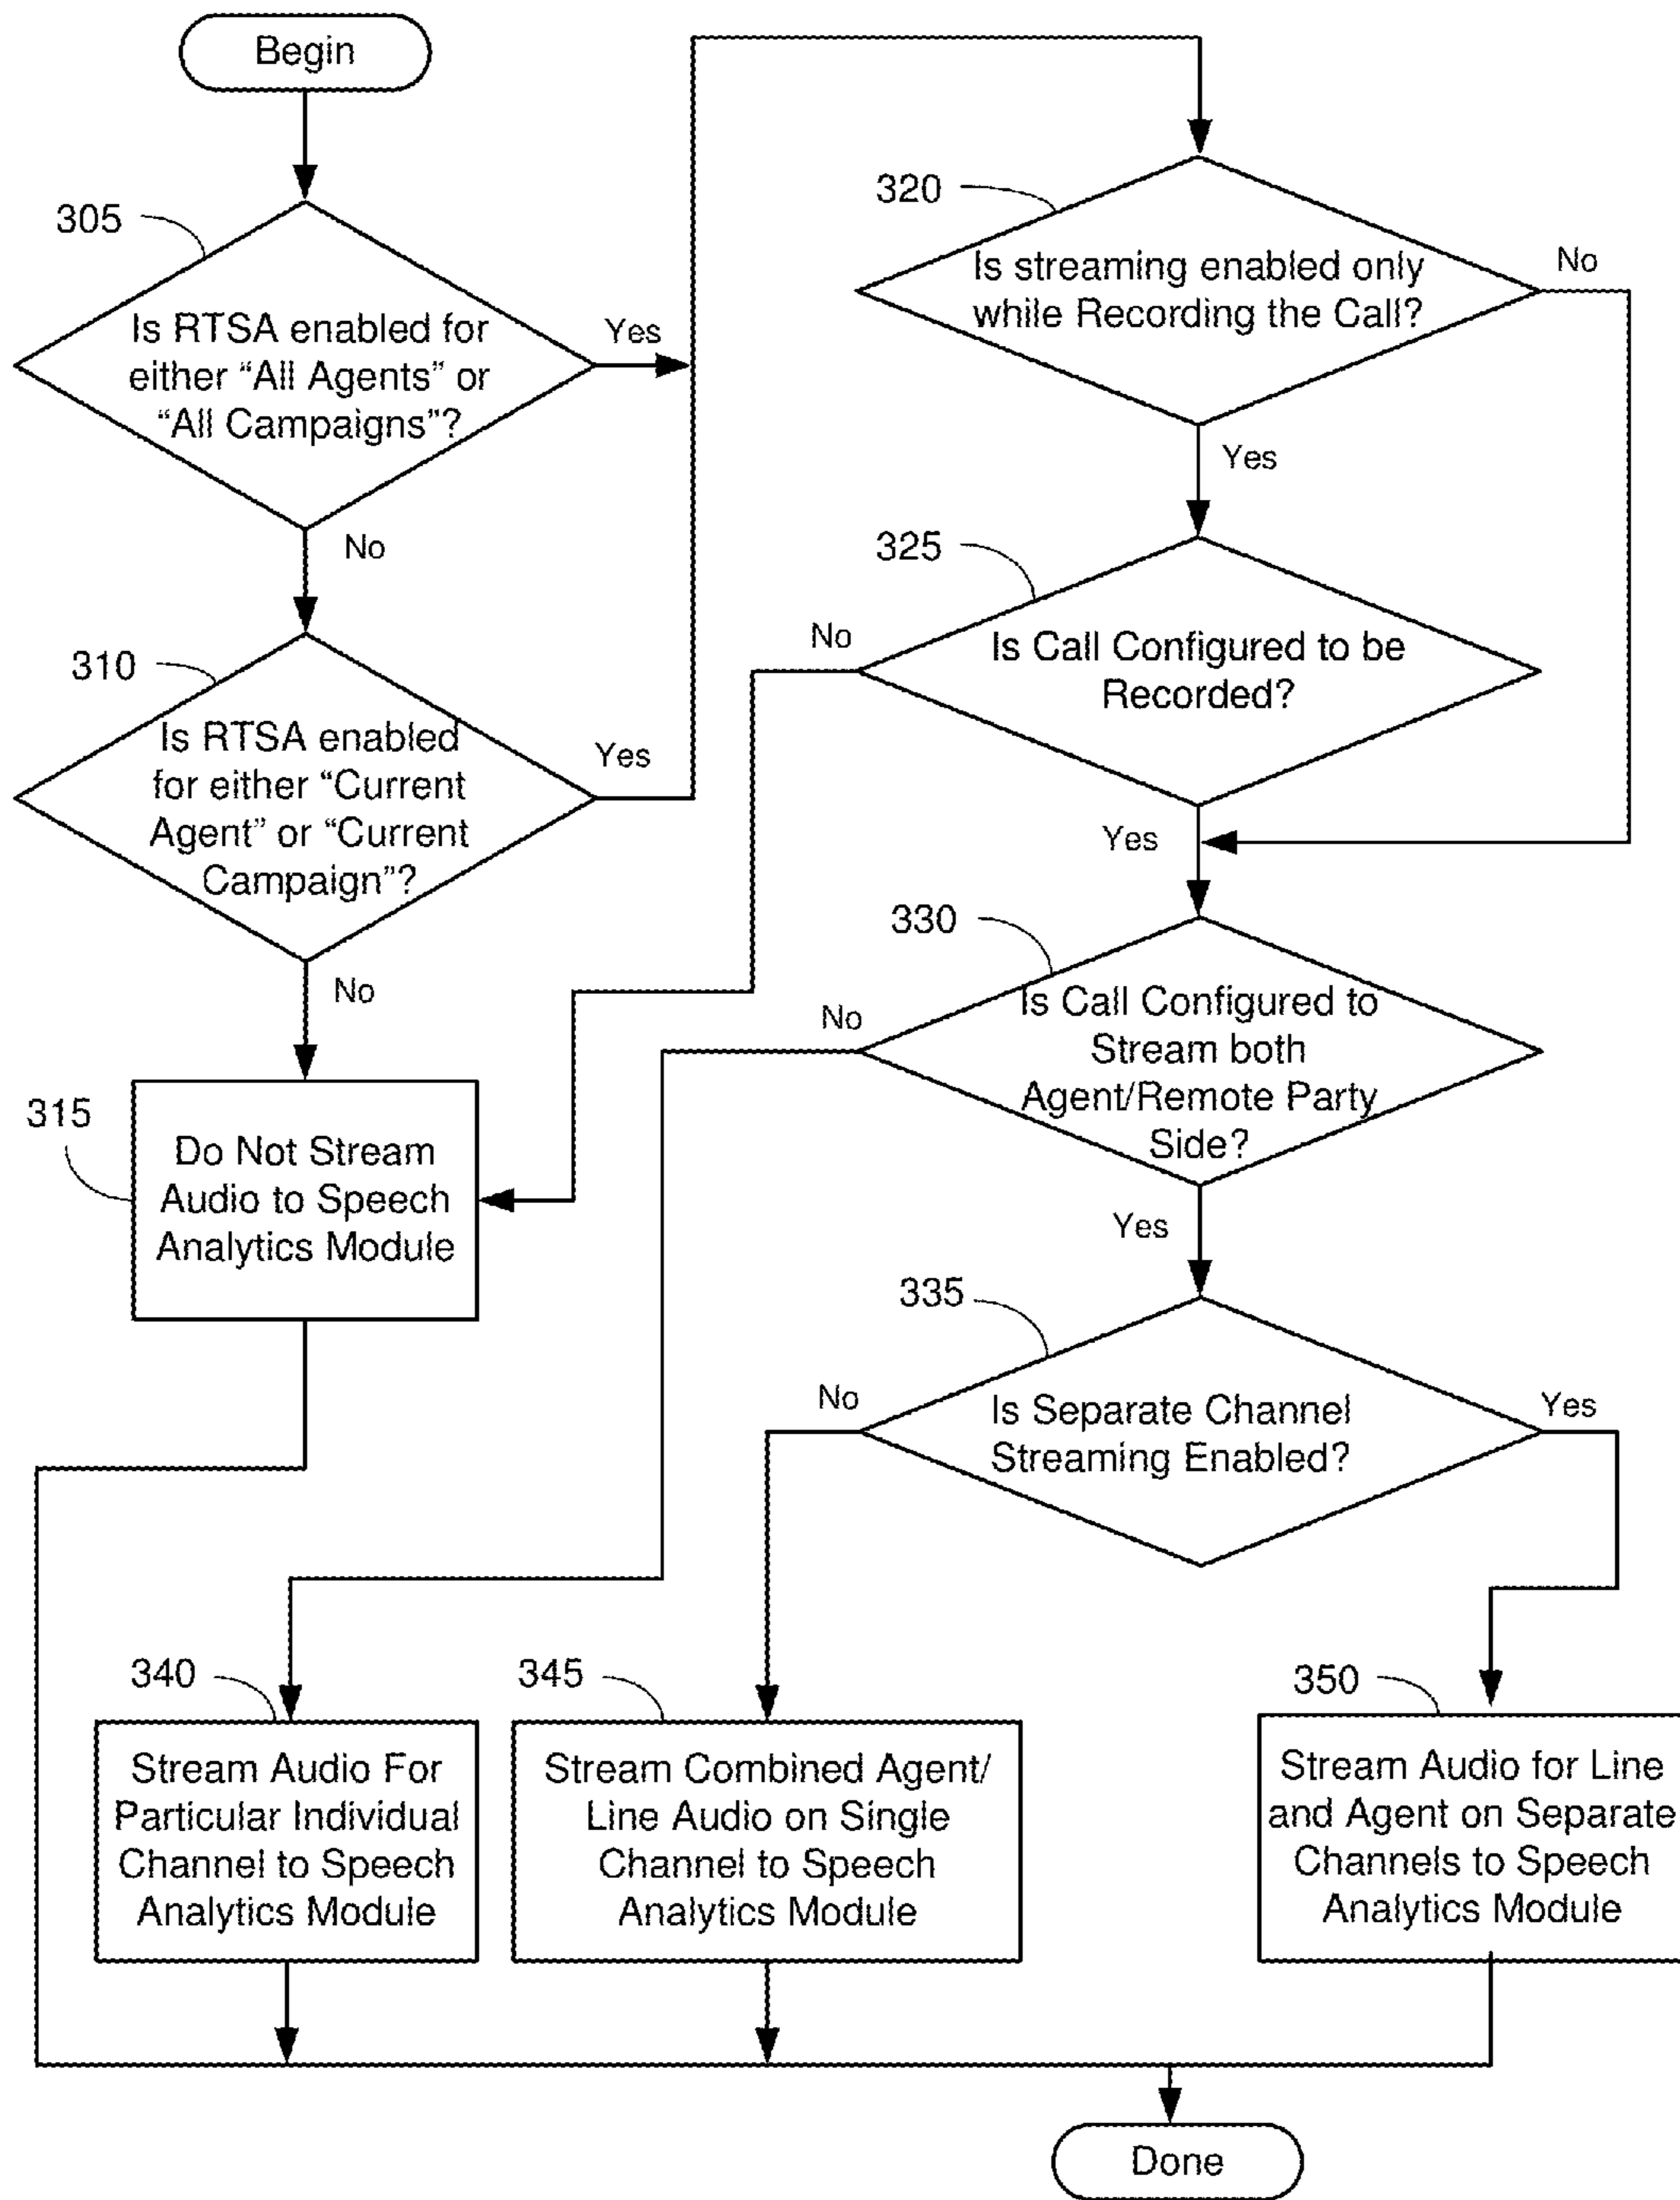 Begin
305
Is RTSA enabled for
either “All Agents” or
“All Campaigns”?
Yes
No
310
Is RTSA enabled
for either “Current
Agent” or “Current
Campaign”?
Yes
No
315
Do Not Stream
Audio to Speech
Analytics Module
320
Is streaming enabled only
while Recording the Call?
No
Yes
325
Is Call Configured to be
Recorded?
No
Yes
330
Is Call Configured to
Stream both
Agent/Remote Party
Side?
No
Yes
335
Is Separate Channel
Streaming Enabled?
No
Yes
340
Stream Audio For
Particular Individual
Channel to Speech
Analytics Module
345
Stream Combined Agent/
Line Audio on Single
Channel to Speech
Analytics Module
350
Stream Audio for Line
and Agent on Separate
Channels to Speech
Analytics Module
Done